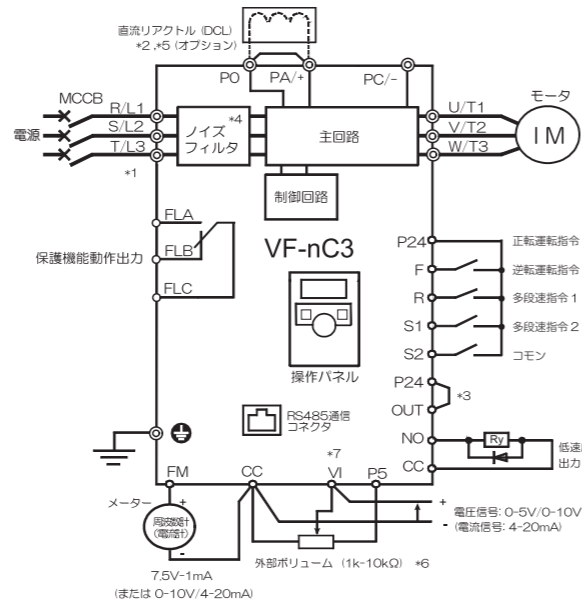 直流リアクトル (DCL)
*2 ,*5 (オプション)
PO PA/+ PC/-
MCCB
電源
R/L1
S/L2
T/L3
*1
ノイズ
フィルタ
*4
主回路
制御回路
U/T1
V/T2
W/T3
モータ
IM
FLA
FLB
FLC
保護機能動作出力
VF-nC3
操作パネル
RS485通信
コネクタ
P24 正転運転指令
F 逆転運転指令
R 多段速指令1
S1 多段速指令2
S2 コモン
P24
OUT
*3
NO
CC
Ry
低速
出力
FM CC VI P5
*7
メーター
+
周波数計
(電流計)
-
7.5V-1mA
(または 0-10V/4-20mA)
外部ボリューム (1k-10kΩ) *6
+
-
電圧信号: 0-5V/0-10V
(電流信号: 4-20mA)